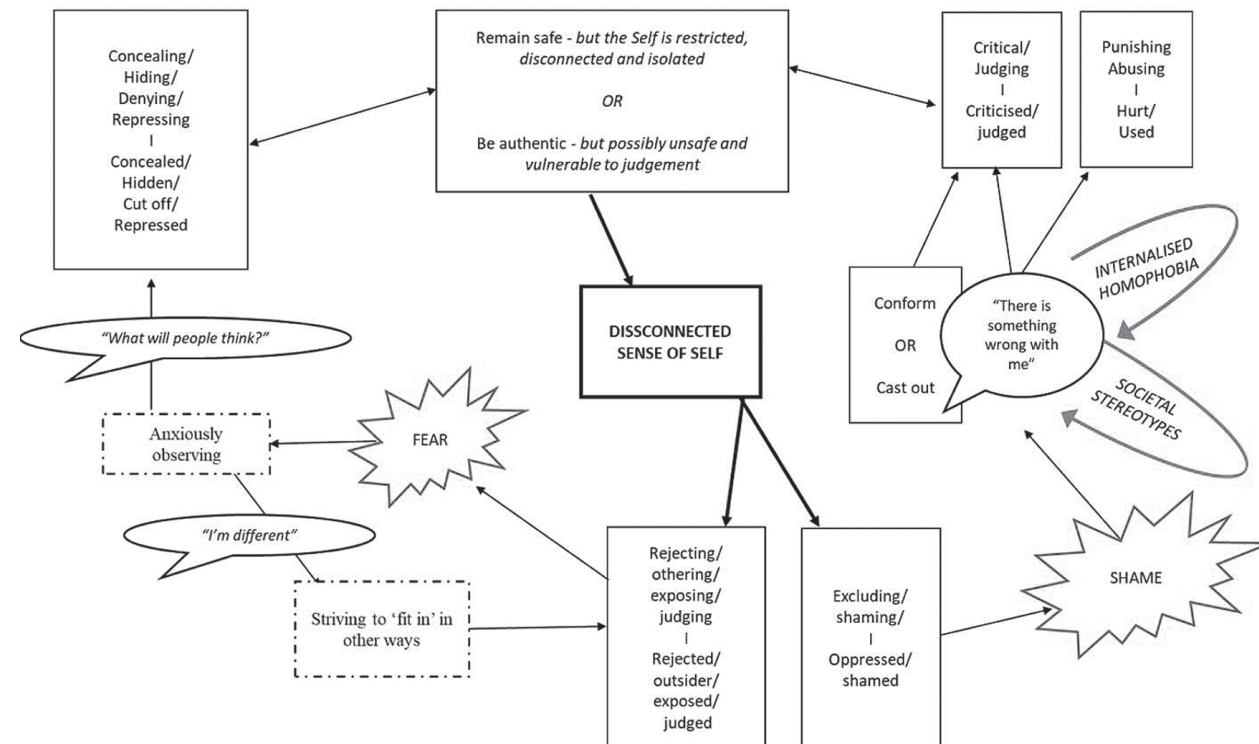 Concealing/
Hiding/
Denying/
Repressing
I
Concealed/
Hidden/
Cut off/
Repressed
Remain safe - but the Self is restricted,
disconnected and isolated
OR
Be authentic - but possibly unsafe and
vulnerable to judgement
Critical/
Judging
I
Criticised/
judged
Punishing
Abusing
I
Hurt/
Used
INTERNALISED
HOMOPHOBIA
Conform
OR
Cast out
“There is
something
wrong with
me”
SOCIETAL
STEREOTYPES
DISSCONNECTED
SENSE OF SELF
“What will people think?”
Anxiously
observing
FEAR
“I’m different”
Striving to ‘fit in’ in
other ways
Rejecting/
othering/
exposing/
judging
I
Rejected/
outsider/
exposed/
judged
Excluding/
shaming/
I
Oppressed/
shamed
SHAME